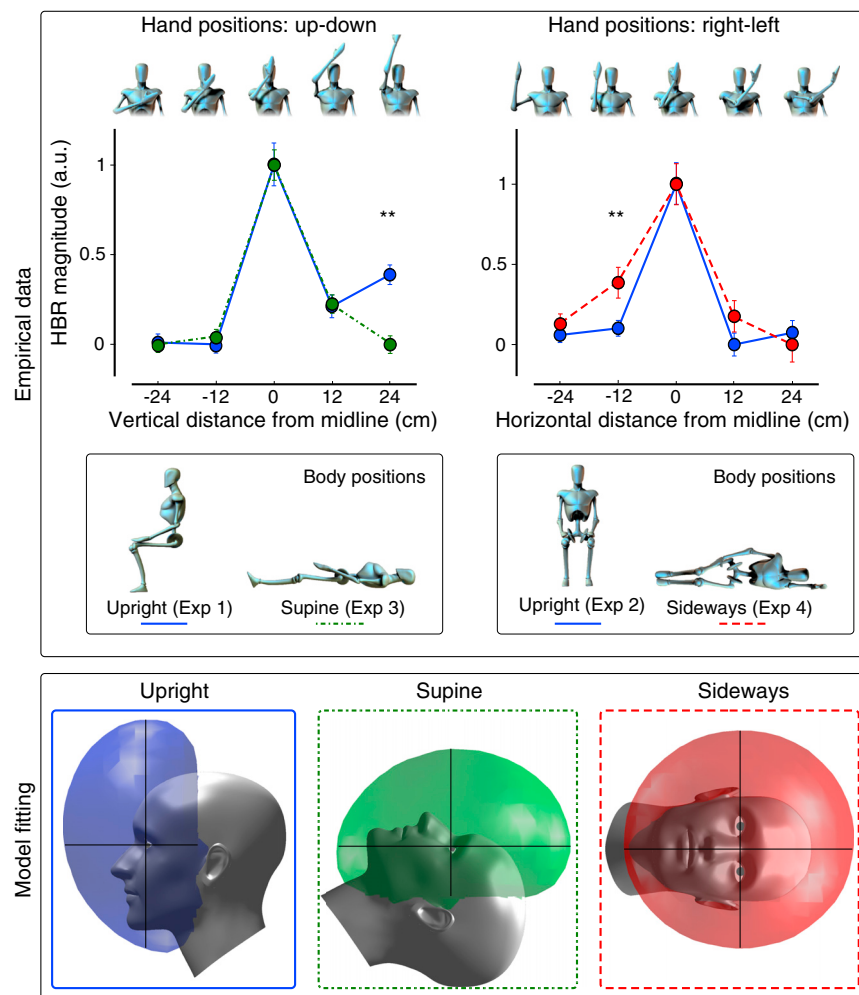 Hand positions: up-down
Hand positions: right-left
Empirical data
HBR magnitude (a.u.)
1
0.5
0
**
-24 -12 0 12 24
Vertical distance from midline (cm)
1
0.5
0
**
-24 -12 0 12 24
Horizontal distance from midline (cm)
Body positions
Upright (Exp 1) Supine (Exp 3)
Body positions
Upright (Exp 2) Sideways (Exp 4)
Model fitting
Upright
Supine
Sideways